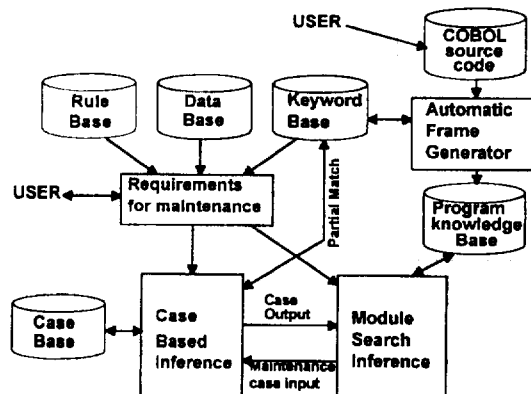 USER
COBOL
source
code
Rule
Base
Data
Base
Keyword
Base
Automatic
Frame
Generator
USER
Requirements
for maintenance
Partial Match
Program
knowledge
Base
Case
Base
Case
Based
Inference
Case
Output
Maintenance
case input
Module
Search
Inference